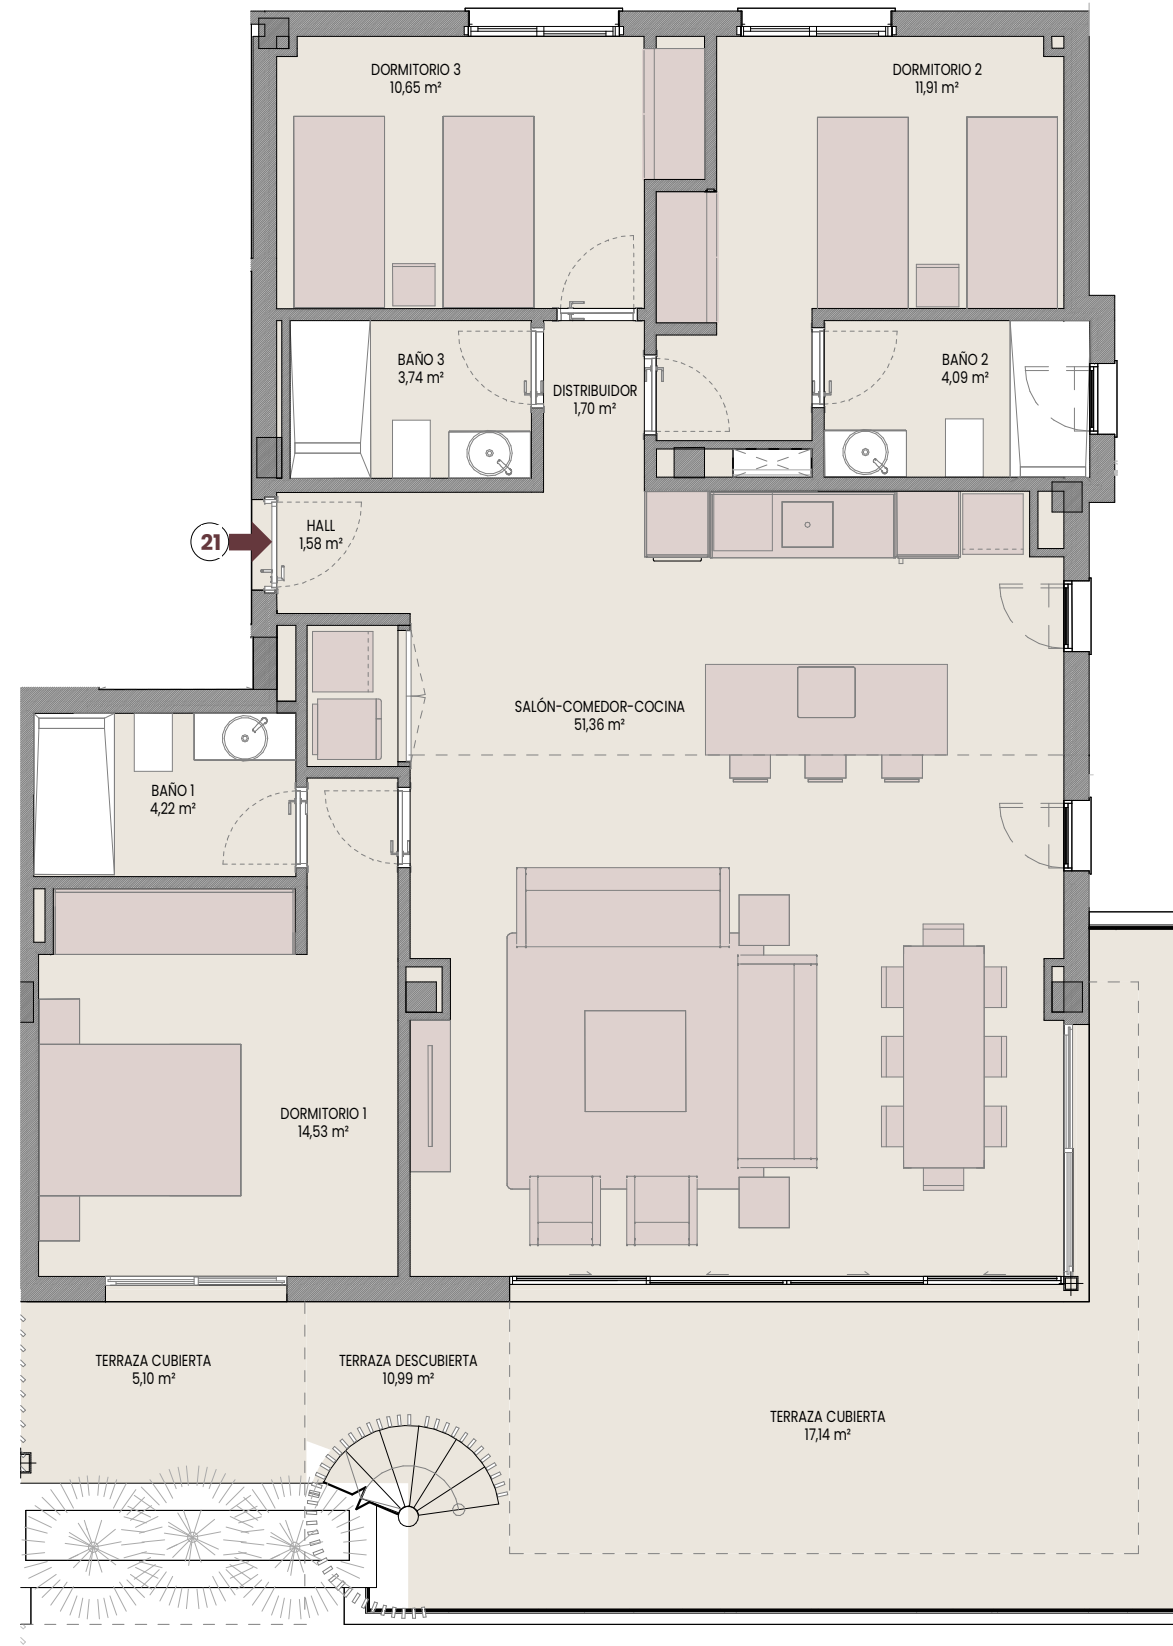 DORMITORIO 3
10,65 m²
DORMITORIO 2
11,91 m²
BAÑO 3
3,74 m²
DISTRIBUIDOR
1,70 m²
BAÑO 2
4,09 m²
21
HALL
1,58 m²
SALÓN-COMEDOR-COCINA
51,36 m²
BAÑO 1
4,22 m²
DORMITORIO 1
14,53 m²
TERRAZA CUBIERTA
5,10 m²
TERRAZA DESCUBIERTA
10,99 m²
TERRAZA CUBIERTA
17,14 m²